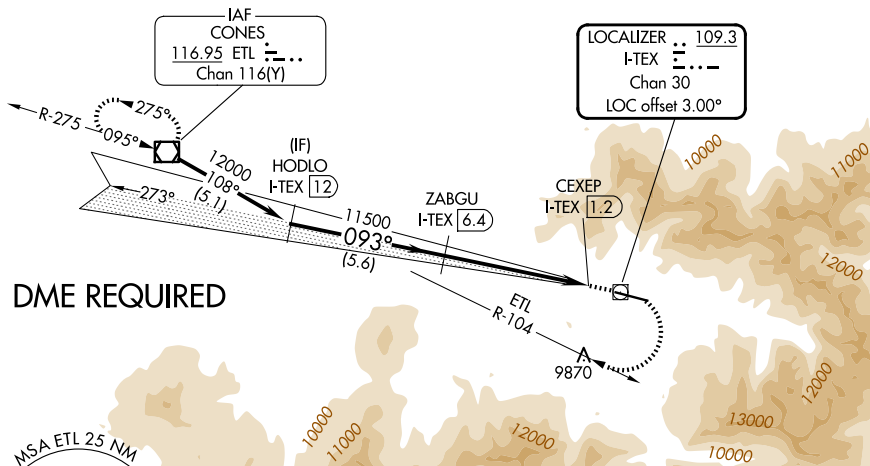 IAF
CONES
116.95 ETL
Chan 116(Y)
LOCALIZER 109.3
I-TEX
Chan 30
LOC offset 3.00°
R-275
095°
275°
12000
108°
(5.1)
(IF)
HODLO
I-TEX 12
273°
11500
093°
(5.6)
ZABGU
I-TEX 6.4
CEXEP
I-TEX 1.2
10000
11000
12000
DME REQUIRED
ETL
R-104
9870
10000
11000
12000
12000
13000
10000
MSA ETL 25 NM